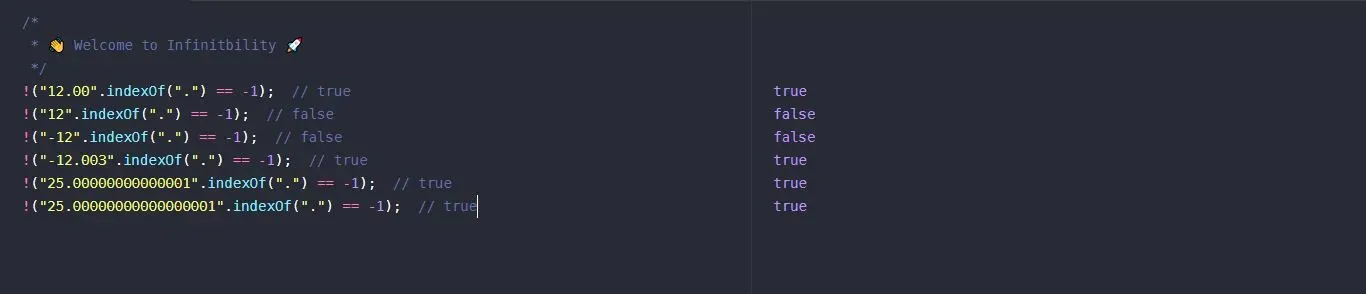 /*
 * 👋 Welcome to Infinitbility 🚀
 */
!("12.00".indexOf(".") == -1);  // true
true
!("12".indexOf(".") == -1);  // false
false
!("-12".indexOf(".") == -1);  // false
false
!("-12.003".indexOf(".") == -1);  // true
true
!("25.00000000000001".indexOf(".") == -1);  // true
true
!("25.00000000000000001".indexOf(".") == -1);  // true
true